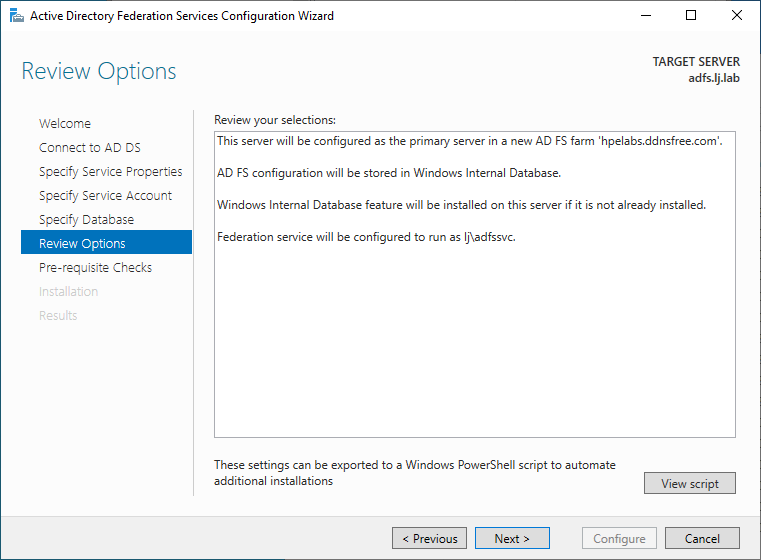 Active Directory Federation Services Configuration Wizard
Review Options
TARGET SERVER
adfs.lj.lab
Welcome
Connect to AD DS
Specify Service Properties
Specify Service Account
Specify Database
Review Options
Pre-requisite Checks
Installation
Results
Review your selections:
This server will be configured as the primary server in a new AD FS farm 'hpelabs.ddnsfree.com'.
AD FS configuration will be stored in Windows Internal Database.
Windows Internal Database feature will be installed on this server if it is not already installed.
Federation service will be configured to run as lj\adfssvc.
These settings can be exported to a Windows PowerShell script to automate
additional installations
View script
< Previous
Next >
Configure
Cancel